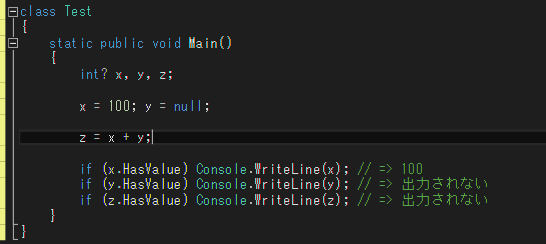 class Test
{
static public void Main()
{
int? x, y, z;
x = 100; y = null;
z = x + y;
if (x.HasValue) Console.WriteLine(x); // => 100
if (y.HasValue) Console.WriteLine(y); // => 出力されない
if (z.HasValue) Console.WriteLine(z); // => 出力されない
}
}